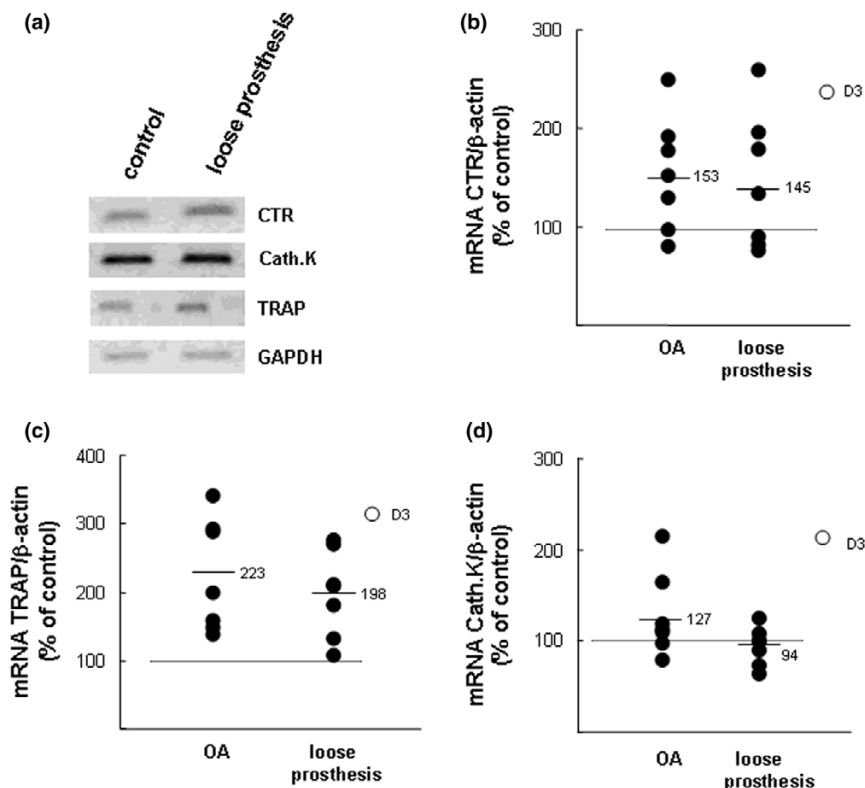 (a)
control
loose prosthesis
CTR
Cath.K
TRAP
GAPDH
(b)
mRNA CTR/β-actin
(% of control)
300
200
100
0
153
145
D3
OA
loose
prosthesis
(c)
mRNA TRAP/β-actin
(% of control)
400
300
200
100
223
198
D3
OA
loose
prosthesis
(d)
mRNA Cath.K/β-actin
(% of control)
300
200
100
0
127
94
D3
OA
loose
prosthesis